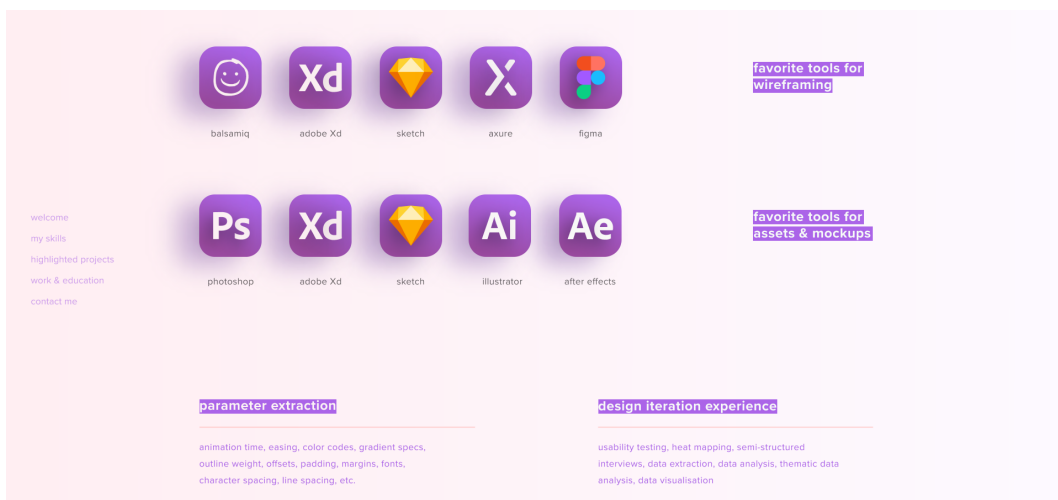 favorite tools for
wireframing
balsamiq
Xd
adobe Xd
sketch
axure
figma
welcome
my skills
highlighted projects
work & education
contact me
favorite tools for
assets & mockups
Ps
photoshop
Xd
adobe Xd
sketch
Ai
illustrator
Ae
after effects
parameter extraction
animation time, easing, color codes, gradient specs,
outline weight, offsets, padding, margins, fonts,
character spacing, line spacing, etc.
design iteration experience
usability testing, heat mapping, semi-structured
interviews, data extraction, data analysis, thematic data
analysis, data visualisation